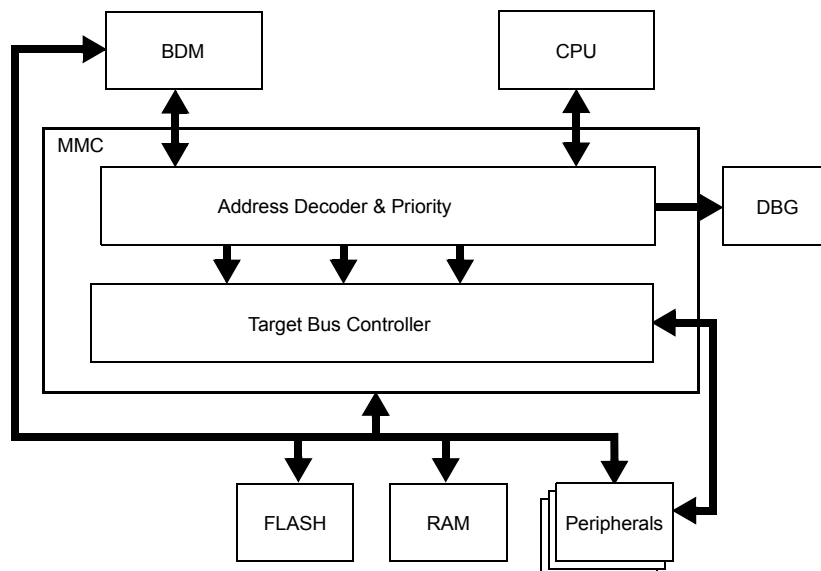 BDM
CPU
MMC
Address Decoder & Priority
DBG
Target Bus Controller
FLASH
RAM
Peripherals